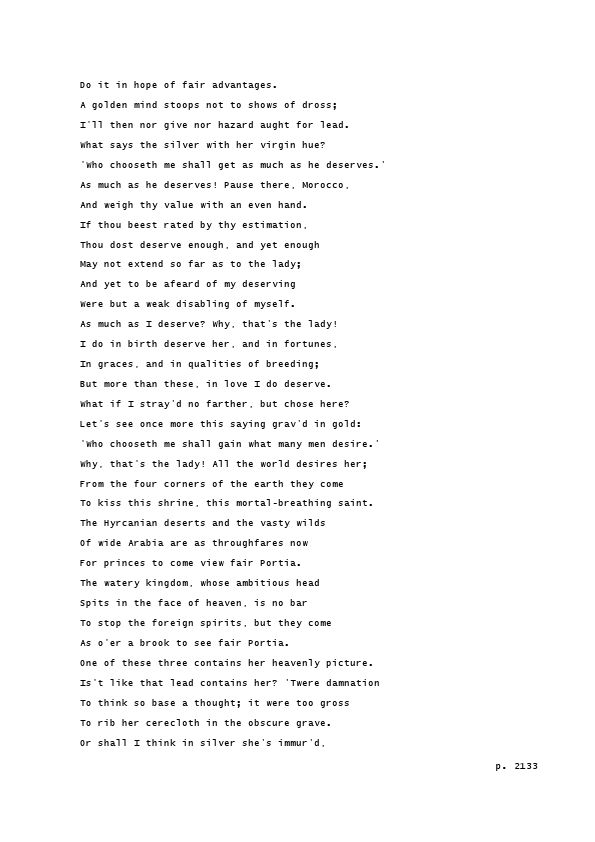 Do it in hope of fair advantages.
A golden mind stoops not to shows of dross;
I'll then nor give nor hazard aught for lead.
What says the silver with her virgin hue?
'Who chooseth me shall get as much as he deserves.'
As much as he deserves! Pause there, Morocco,
And weigh thy value with an even hand.
If thou beest rated by thy estimation,
Thou dost deserve enough, and yet enough
May not extend so far as to the lady;
And yet to be afeard of my deserving
Were but a weak disabling of myself.
As much as I deserve? Why, that's the lady!
I do in birth deserve her, and in fortunes,
In graces, and in qualities of breeding;
But more than these, in love I do deserve.
What if I stray'd no farther, but chose here?
Let's see once more this saying grav'd in gold:
'Who chooseth me shall gain what many men desire.'
Why, that's the lady! All the world desires her;
From the four corners of the earth they come
To kiss this shrine, this mortal-breathing saint.
The Hyrcanian deserts and the vasty wilds
Of wide Arabia are as throughfares now
For princes to come view fair Portia.
The watery kingdom, whose ambitious head
Spits in the face of heaven, is no bar
To stop the foreign spirits, but they come
As o'er a brook to see fair Portia.
One of these three contains her heavenly picture.
Is't like that lead contains her? 'Twere damnation
To think so base a thought; it were too gross
To rib her cerecloth in the obscure grave.
Or shall I think in silver she's immur'd,
p. 2133